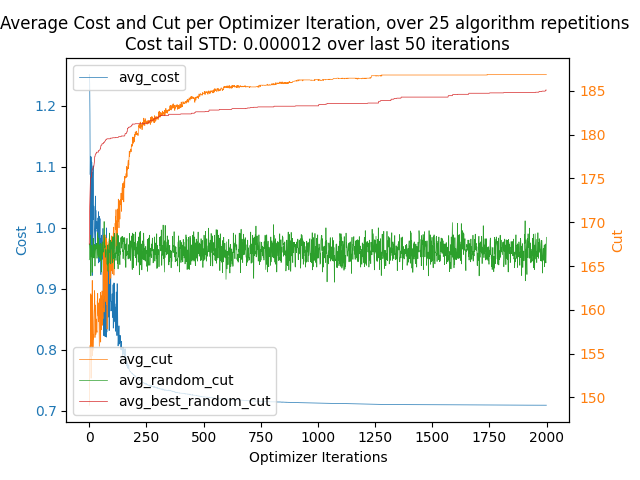 Average Cost and Cut per Optimizer Iteration, over 25 algorithm repetitions
Cost tail STD: 0.000012 over last 50 iterations
avg_cost
1.2
1.1
1.0
0.9
0.8
0.7
Cost
185
180
175
170
165
160
155
150
Cut
avg_cut
avg_random_cut
avg_best_random_cut
0 250 500 750 1000 1250 1500 1750 2000
Optimizer Iterations